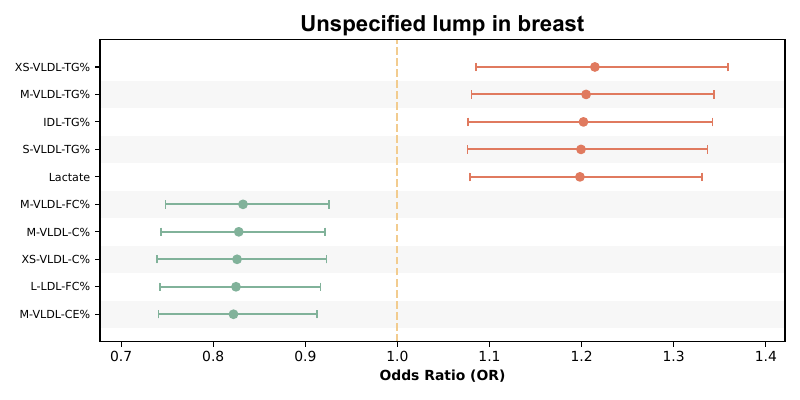 Unspecified lump in breast
XS-VLDL-TG%
M-VLDL-TG%
IDL-TG%
S-VLDL-TG%
Lactate
M-VLDL-FC%
M-VLDL-C%
XS-VLDL-C%
L-LDL-FC%
M-VLDL-CE%
0.7 0.8 0.9 1.0 1.1 1.2 1.3 1.4
Odds Ratio (OR)